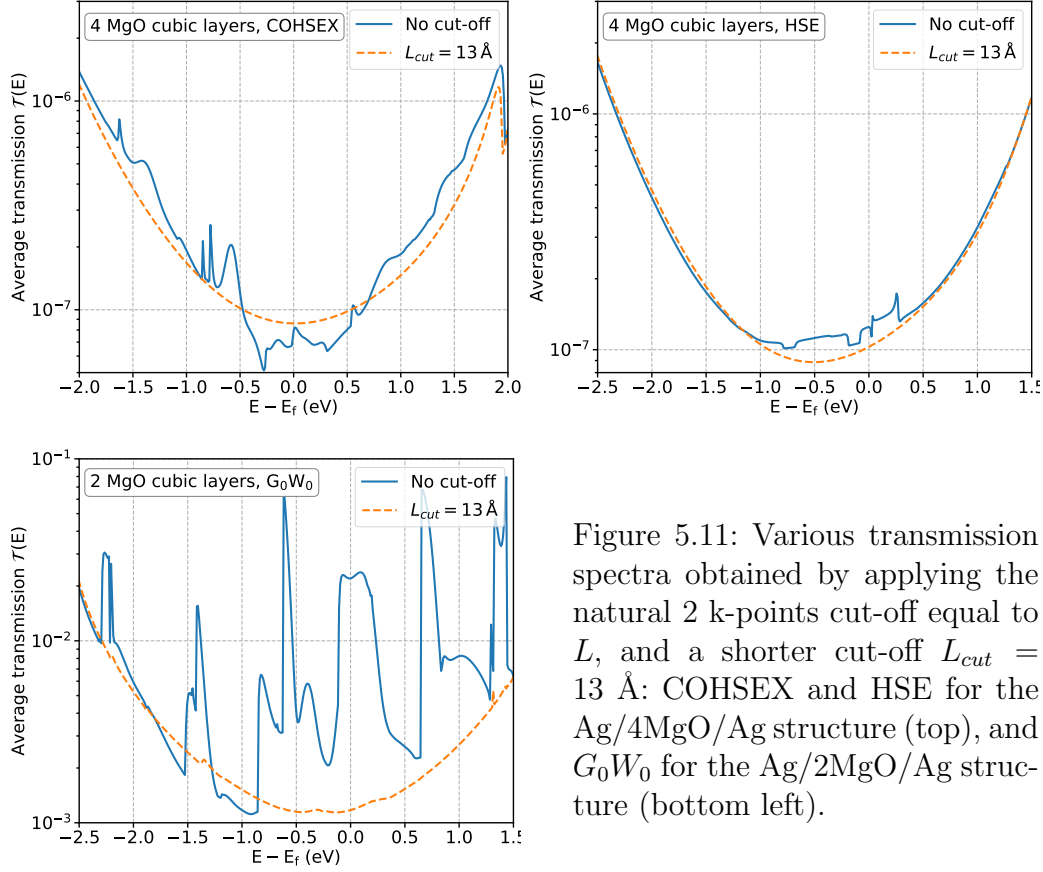 4 MgO cubic layers, COHSEX
No cut-off
L_cut = 13 Å
Average transmission 𝒯(E)
10⁻⁶
10⁻⁷
−2.0 −1.5 −1.0 −0.5 0.0 0.5 1.0 1.5 2.0
E − E_f (eV)
4 MgO cubic layers, HSE
No cut-off
L_cut = 13 Å
Average transmission 𝒯(E)
10⁻⁶
10⁻⁷
−2.5 −2.0 −1.5 −1.0 −0.5 0.0 0.5 1.0 1.5
E − E_f (eV)
2 MgO cubic layers, G₀W₀
No cut-off
L_cut = 13 Å
Average transmission 𝒯(E)
10⁻¹
10⁻²
10⁻³
−2.5 −2.0 −1.5 −1.0 −0.5 0.0 0.5 1.0 1.5
E − E_f (eV)
Figure 5.11: Various transmission
spectra obtained by applying the
natural 2 k-points cut-off equal to
L, and a shorter cut-off L_cut =
13 Å: COHSEX and HSE for the
Ag/4MgO/Ag structure (top), and
G₀W₀ for the Ag/2MgO/Ag struc-
ture (bottom left).